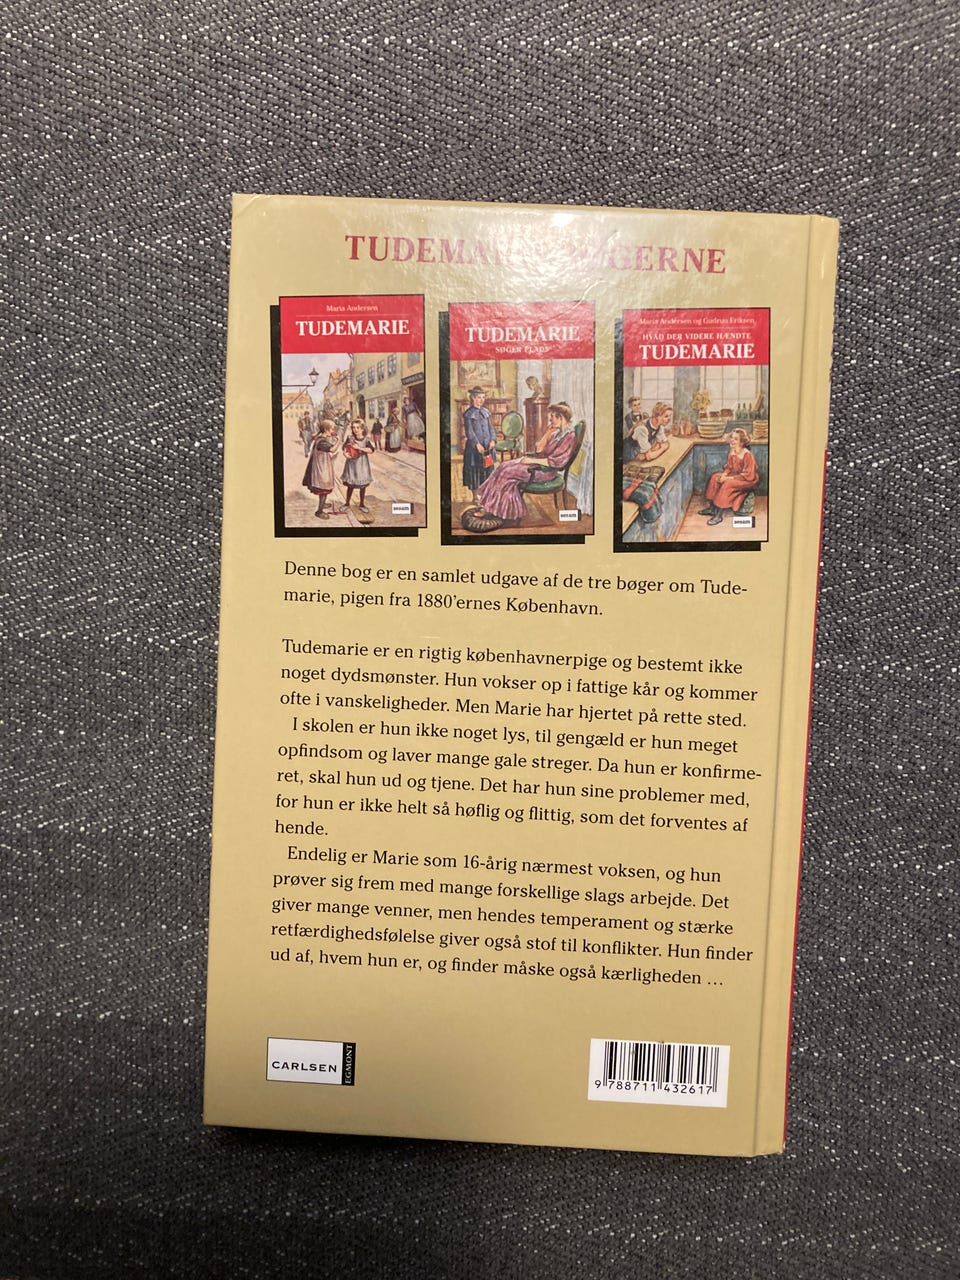 TUDEMARIE BØGERNE
Maria Andersen
TUDEMARIE
sesam
TUDEMARIE
SØGER PLADS
sesam
Maria Andersen og Gudrun Eriksen
HVAD DER VIDERE HÆNDTE
TUDEMARIE
sesam
Denne bog er en samlet udgave af de tre bøger om Tude-
marie, pigen fra 1880'ernes København.
Tudemarie er en rigtig københavnerpige og bestemt ikke
noget dydsmønster. Hun vokser op i fattige kår og kommer
ofte i vanskeligheder. Men Marie har hjertet på rette sted.
I skolen er hun ikke noget lys, til gengæld er hun meget
opfindsom og laver mange gale streger. Da hun er konfirme-
ret, skal hun ud og tjene. Det har hun sine problemer med,
for hun er ikke helt så høflig og flittig, som det forventes af
hende.
Endelig er Marie som 16-årig nærmest voksen, og hun
prøver sig frem med mange forskellige slags arbejde. Det
giver mange venner, men hendes temperament og stærke
retfærdighedsfølelse giver også stof til konflikter. Hun finder
ud af, hvem hun er, og finder måske også kærligheden ...
CARLSEN
EGMONT
9 788711 432617